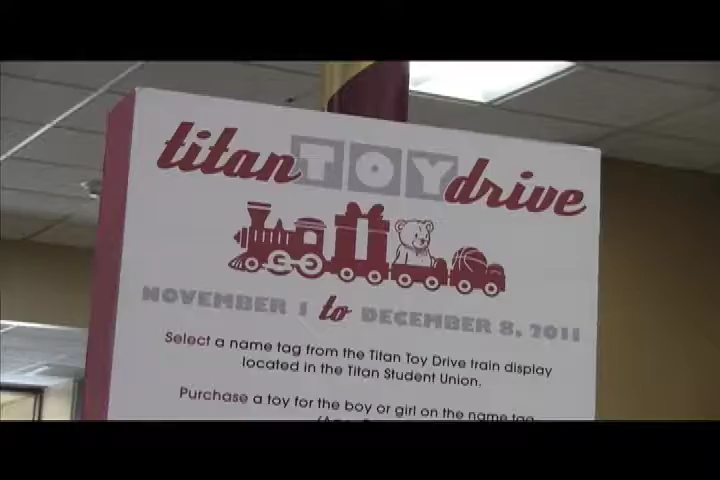 titan TOY drive
NOVEMBER 1 to DECEMBER 8, 2011
Select a name tag from the Titan Toy Drive train display
located in the Titan Student Union.
Purchase a toy for the boy or girl on the name tag